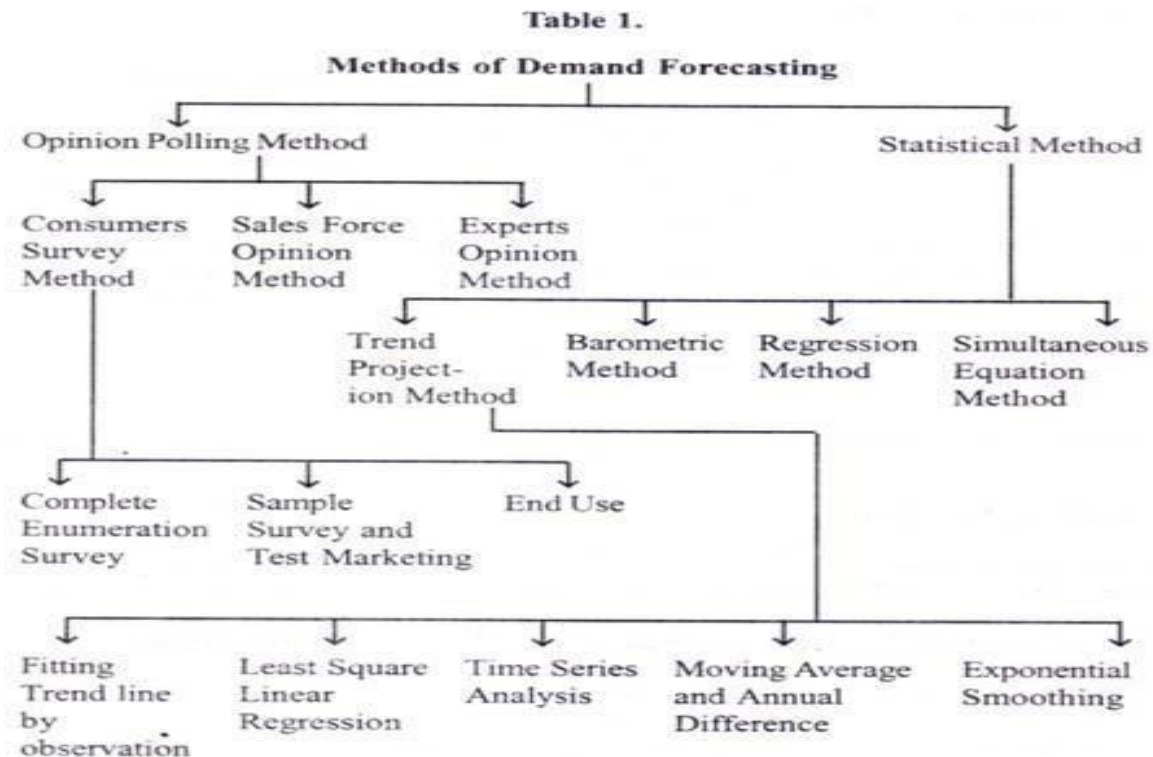 Table 1.
Methods of Demand Forecasting
Opinion Polling Method
Statistical Method
Consumers
Survey
Method
Sales Force
Opinion
Method
Experts
Opinion
Method
Trend
Project-
ion Method
Barometric
Method
Regression
Method
Simultaneous
Equation
Method
Complete
Enumeration
Survey
Sample
Survey and
Test Marketing
End Use
Fitting
Trend line
by
observation
Least Square
Linear
Regression
Time Series
Analysis
Moving Average
and Annual
Difference
Exponential
Smoothing